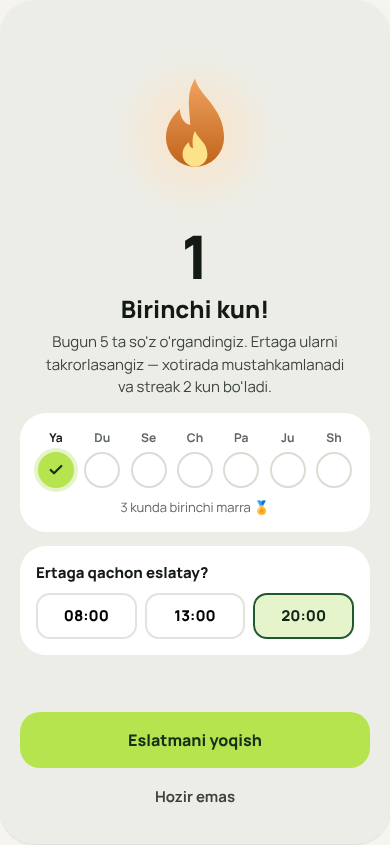 1
Birinchi kun!
Bugun 5 ta so'z o'rgandingiz. Ertaga ularni
takrorlasangiz — xotirada mustahkamlanadi
va streak 2 kun bo'ladi.
Ya Du Se Ch Pa Ju Sh
3 kunda birinchi marra 🏅
Ertaga qachon eslatay?
08:00 13:00 20:00
Eslatmani yoqish
Hozir emas